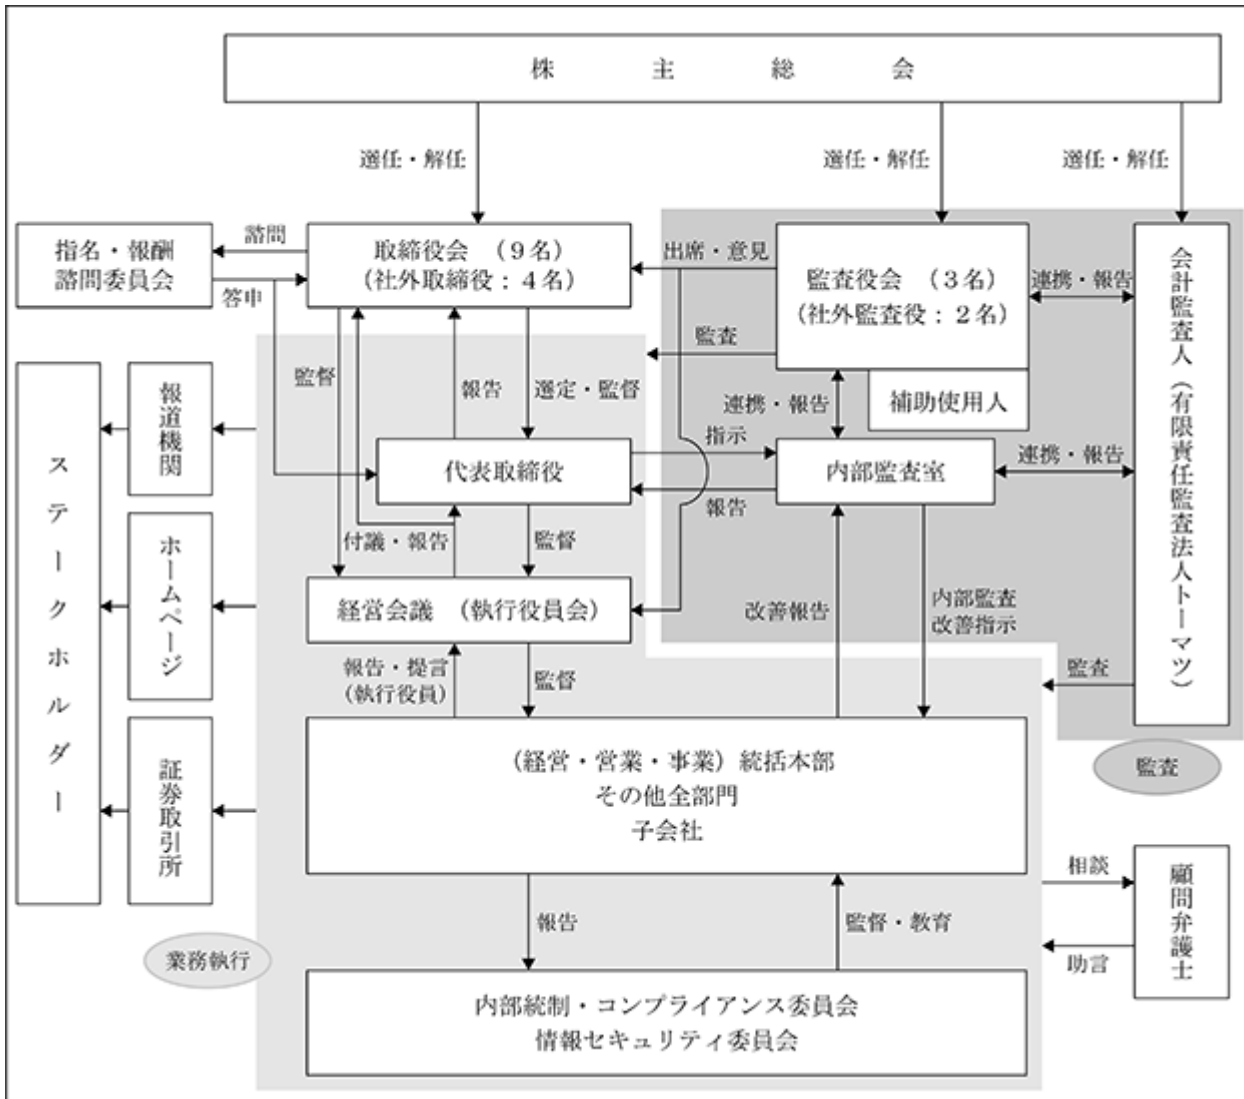 株主総会
選任・解任
選任・解任
選任・解任
指名・報酬
諮問委員会
諮問
答申
取締役会 (9名)
(社外取締役：4名)
出席・意見
監査役会 (3名)
(社外監査役：2名)
補助使用人
連携・報告
会計監査人(有限責任監査法人トーマツ)
監査
監督
報告
選定・監督
連携・報告
指示
代表取締役
内部監査室
連携・報告
報告
付議・報告
監督
経営会議 (執行役員会)
改善報告
内部監査
改善指示
報告・提言
(執行役員)
監督
監査
ステークホルダー
報道機関
ホームページ
証券取引所
(経営・営業・事業)統括本部
その他全部門
子会社
監査
相談
助言
顧問弁護士
報告
監督・教育
業務執行
内部統制・コンプライアンス委員会
情報セキュリティ委員会